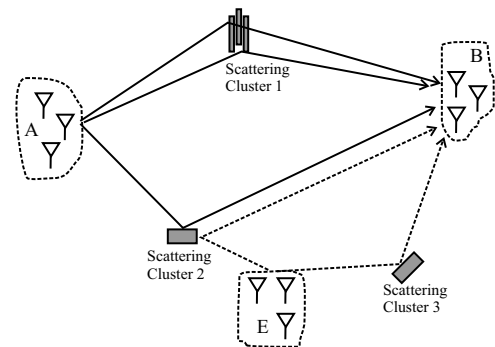 B
Scattering
Cluster 1
A
Scattering
Cluster 2
Scattering
Cluster 3
E